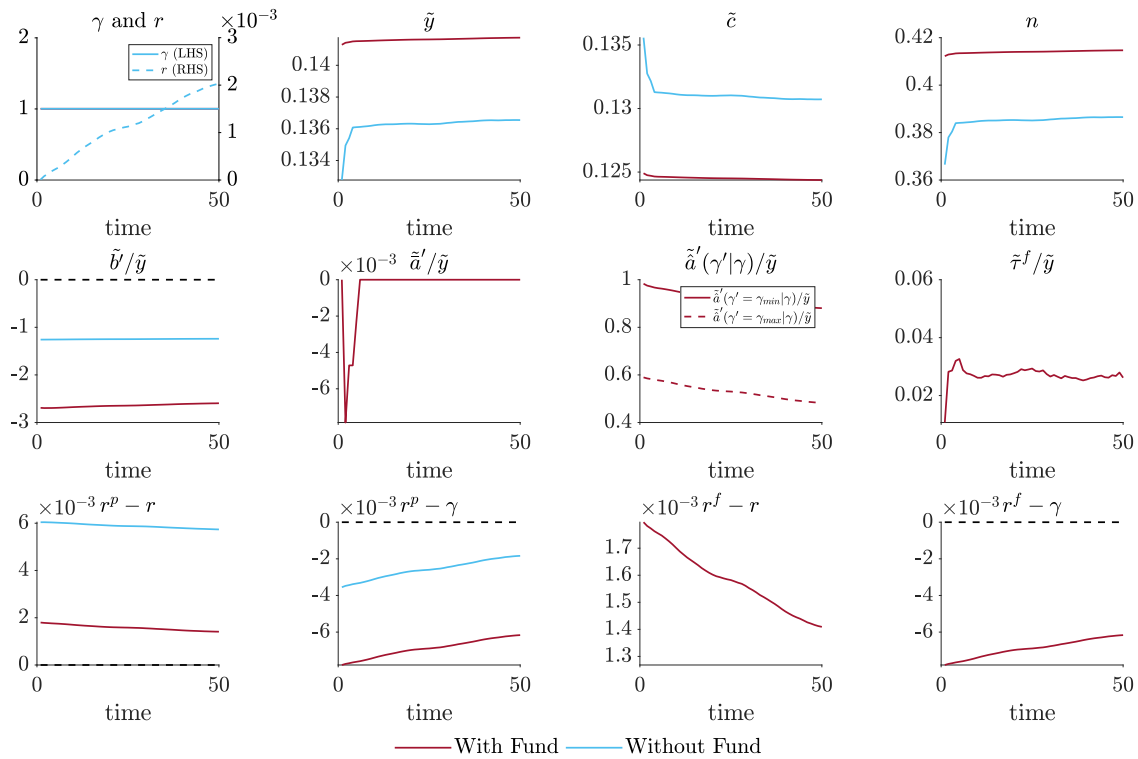 γ and r
×10⁻³
3
2
1
0
2
1
0
γ (LHS)
r (RHS)
0
50
time
ỹ
0.14
0.138
0.136
0.134
0
50
time
c̃
0.135
0.13
0.125
0
50
time
n
0.42
0.4
0.38
0.36
0
50
time
b̃′/ỹ
0
-1
-2
-3
0
50
time
×10⁻³
ā̃′/ỹ
0
-2
-4
-6
0
50
time
ã̂′(γ′|γ)/ỹ
1
0.8
0.6
0.4
ã̂′(γ′ = γmin|γ)/ỹ
ã̂′(γ′ = γmax|γ)/ỹ
0
50
time
τ̃ᶠ/ỹ
0.06
0.04
0.02
0
50
time
×10⁻³ rᵖ − r
6
4
2
0
0
50
time
×10⁻³ rᵖ − γ
0
-2
-4
-6
0
50
time
×10⁻³ rᶠ − r
1.7
1.6
1.5
1.4
1.3
0
50
time
×10⁻³ rᶠ − γ
0
-2
-4
-6
0
50
time
With Fund
Without Fund